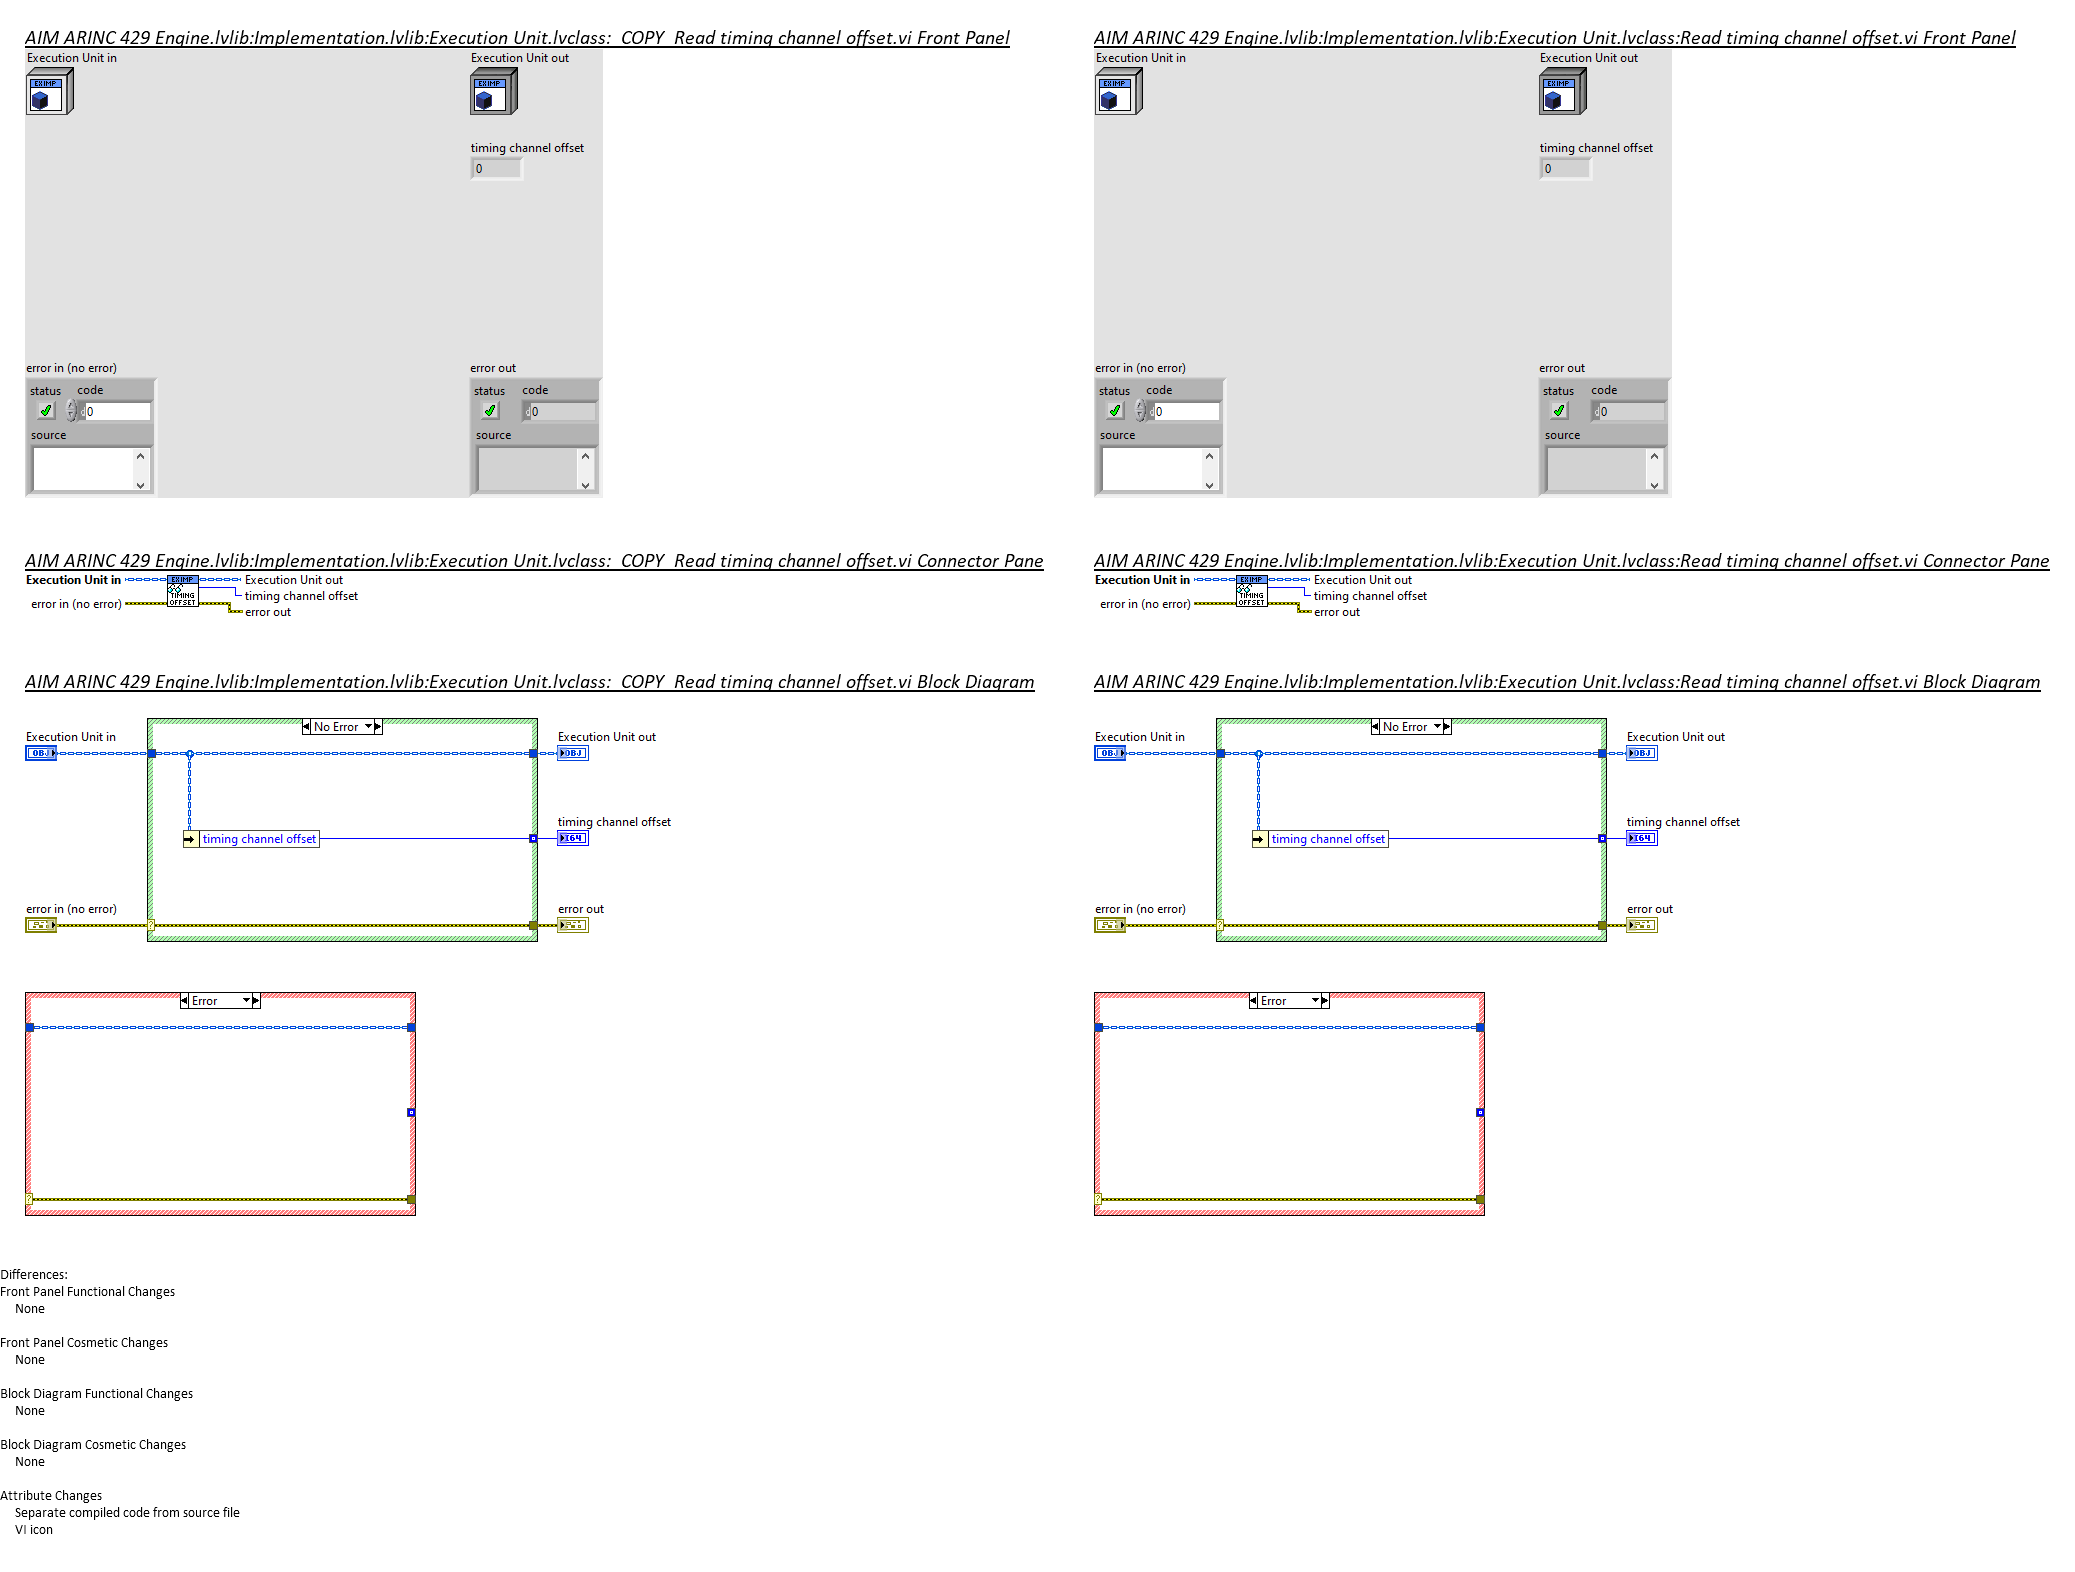 AIM ARINC 429 Engine.lvlib:Implementation.lvlib:Execution Unit.lvclass:  COPY  Read timing channel offset.vi Front Panel
Execution Unit in
Execution Unit out
EXIMP
EXIMP
timing channel offset
0
error in (no error)
error out
status code
status code
d 0
d 0
source
source
AIM ARINC 429 Engine.lvlib:Implementation.lvlib:Execution Unit.lvclass:Read timing channel offset.vi Front Panel
Execution Unit in
Execution Unit out
EXIMP
EXIMP
timing channel offset
0
error in (no error)
error out
status code
status code
d 0
d 0
source
source
AIM ARINC 429 Engine.lvlib:Implementation.lvlib:Execution Unit.lvclass:  COPY  Read timing channel offset.vi Connector Pane
Execution Unit in
EXIMP
TIMING
OFFSET
Execution Unit out
timing channel offset
error in (no error)
error out
AIM ARINC 429 Engine.lvlib:Implementation.lvlib:Execution Unit.lvclass:Read timing channel offset.vi Connector Pane
Execution Unit in
EXIMP
TIMING
OFFSET
Execution Unit out
timing channel offset
error in (no error)
error out
AIM ARINC 429 Engine.lvlib:Implementation.lvlib:Execution Unit.lvclass:  COPY  Read timing channel offset.vi Block Diagram
No Error
Execution Unit in
OBJ
Execution Unit out
OBJ
timing channel offset
timing channel offset
I64
error in (no error)
?
error out
Error
?
AIM ARINC 429 Engine.lvlib:Implementation.lvlib:Execution Unit.lvclass:Read timing channel offset.vi Block Diagram
No Error
Execution Unit in
OBJ
Execution Unit out
OBJ
timing channel offset
timing channel offset
I64
error in (no error)
?
error out
Error
?
Differences:
Front Panel Functional Changes
None
Front Panel Cosmetic Changes
None
Block Diagram Functional Changes
None
Block Diagram Cosmetic Changes
None
Attribute Changes
Separate compiled code from source file
VI icon